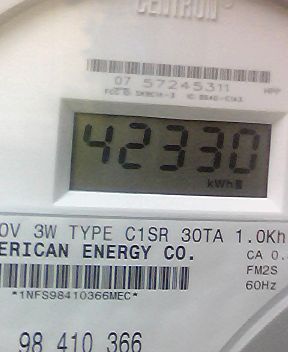 CENTRON
07 57245311
HPP
42330
kWh
0V 3W TYPE C1SR 30TA 1.0Kh
ERICAN ENERGY CO.
CA 0.
FM2S
*1NFS98410366MEC*
60Hz
98 410 366